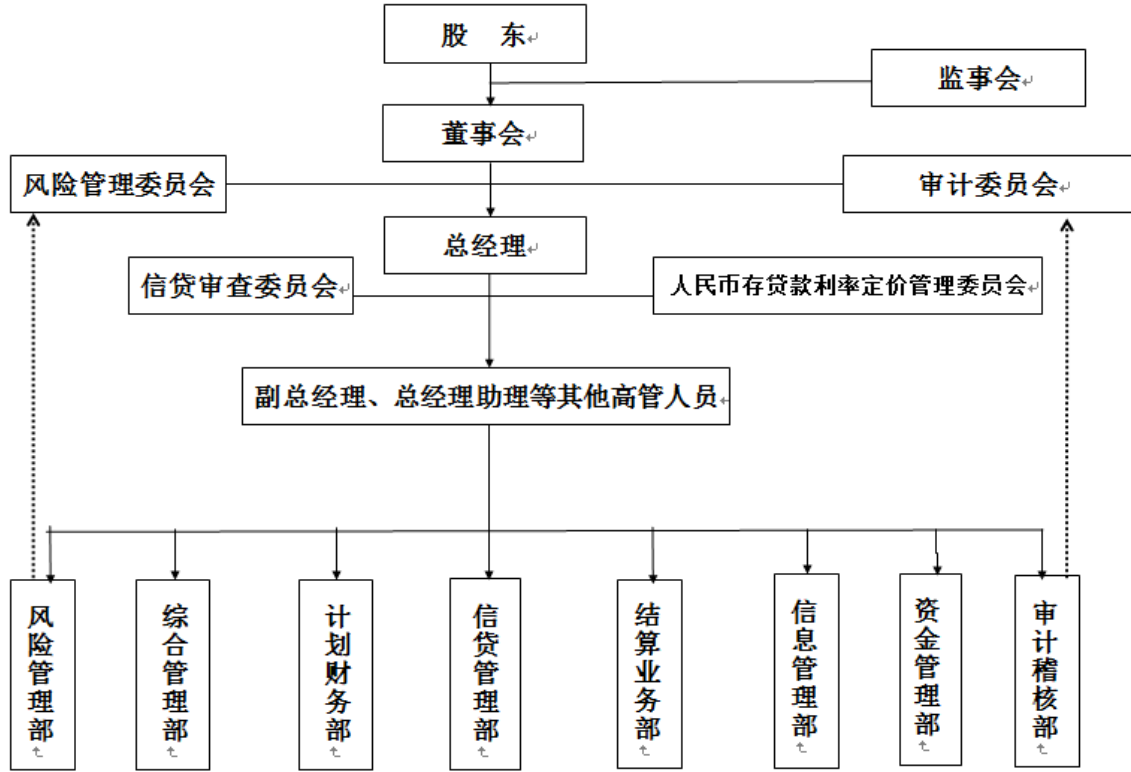 股 东
监事会
董事会
风险管理委员会
审计委员会
总经理
信贷审查委员会
人民币存贷款利率定价管理委员会
副总经理、总经理助理等其他高管人员
风险管理部
综合管理部
计划财务部
信贷管理部
结算业务部
信息管理部
资金管理部
审计稽核部